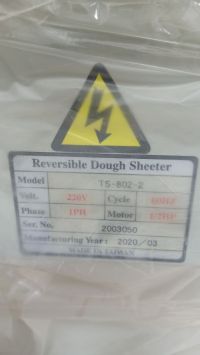 Reversible Dough Sheeter
Model TS-802-2
Volt. 220V Cycle 60HZ
Phase 1PH Motor 1/2HP
Ser. No. 2003050
Manufacturing Year: 2020/03
MADE IN TAIWAN